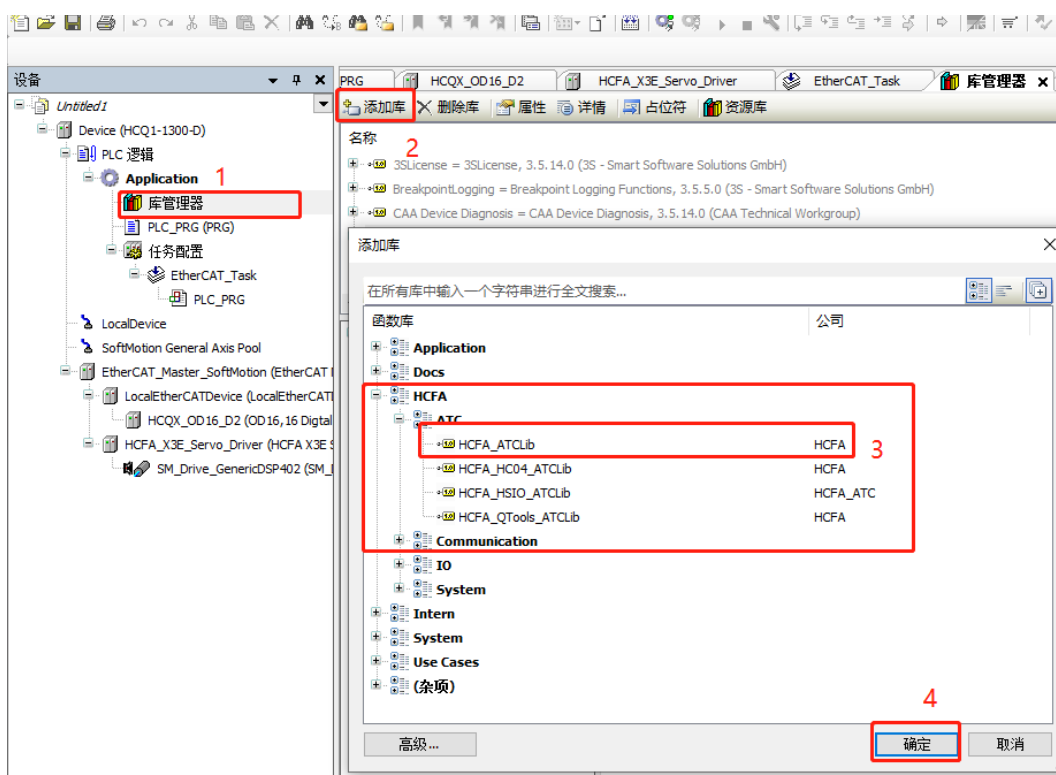 设备
PRG
HCQX_OD16_D2
HCFA_X3E_Servo_Driver
EtherCAT_Task
库管理器
Untitled1
添加库
删除库
属性
详情
占位符
资源库
Device (HCQ1-1300-D)
名称
2
PLC 逻辑
3SLicense = 3SLicense, 3.5.14.0 (3S - Smart Software Solutions GmbH)
Application
1
BreakpointLogging = Breakpoint Logging Functions, 3.5.5.0 (3S - Smart Software Solutions GmbH)
库管理器
CAA Device Diagnosis = CAA Device Diagnosis, 3.5.14.0 (CAA Technical Workgroup)
PLC_PRG (PRG)
任务配置
EtherCAT_Task
PLC_PRG
LocalDevice
SoftMotion General Axis Pool
EtherCAT_Master_SoftMotion (EtherCAT
LocalEtherCATDevice (LocalEtherCATI
HCQX_OD16_D2 (OD16,16 Digtal
HCFA_X3E_Servo_Driver (HCFA X3E S
SM_Drive_GenericDSP402 (SM_
添加库
在所有库中输入一个字符串进行全文搜索...
函数库
公司
Application
Docs
HCFA
ATC
HCFA_ATCLib
HCFA
3
HCFA_HC04_ATCLib
HCFA
HCFA_HSIO_ATCLib
HCFA_ATC
HCFA_QTools_ATCLib
HCFA
Communication
IO
System
Intern
System
Use Cases
(杂项)
4
高级...
确定
取消